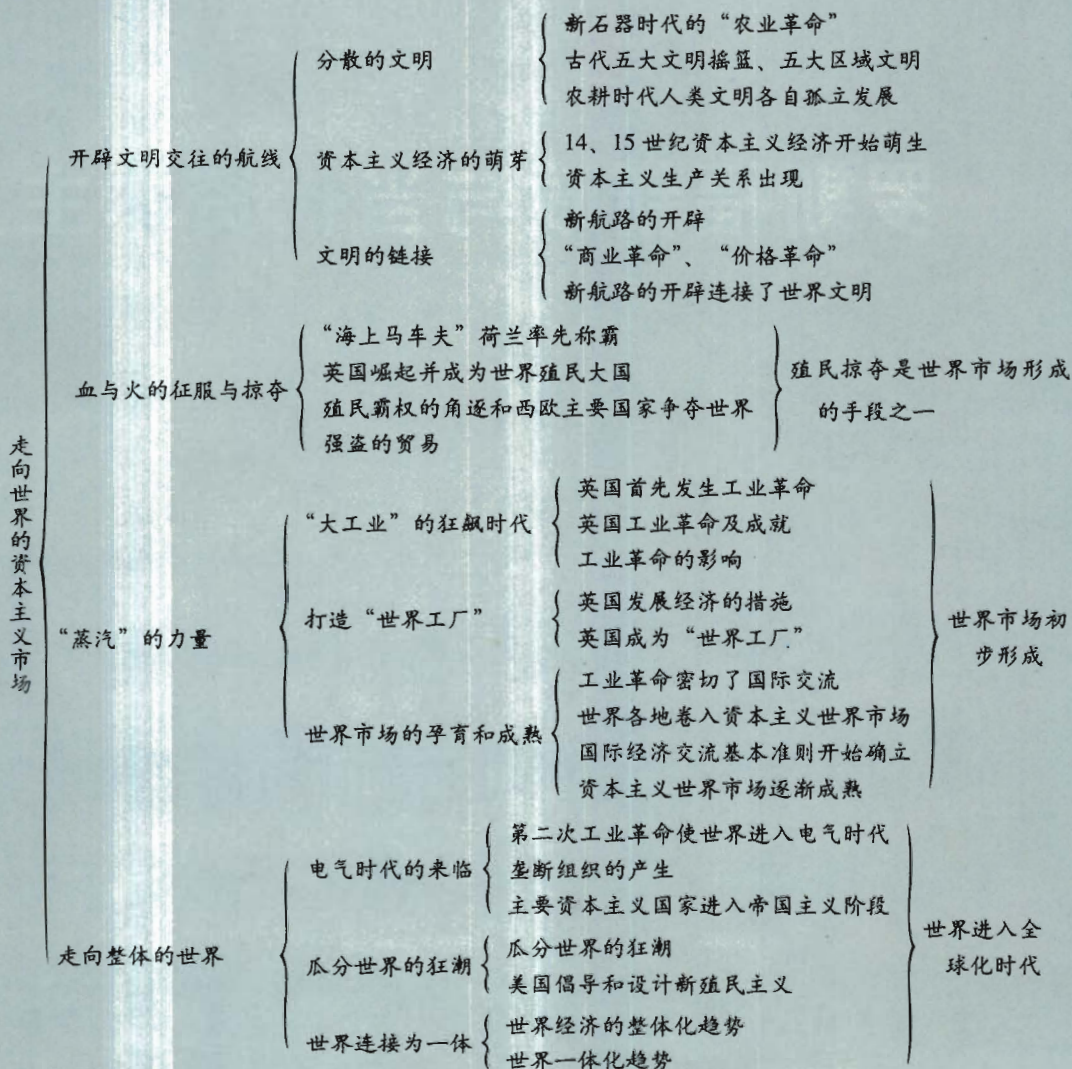 走向世界的资本主义市场
开辟文明交往的航线
分散的文明
新石器时代的“农业革命”
古代五大文明摇篮、五大区域文明
农耕时代人类文明各自孤立发展
资本主义经济的萌芽
14、15 世纪资本主义经济开始萌生
资本主义生产关系出现
文明的链接
新航路的开辟
“商业革命”、“价格革命”
新航路的开辟连接了世界文明
血与火的征服与掠夺
“海上马车夫”荷兰率先称霸
英国崛起并成为世界殖民大国
殖民霸权的角逐和西欧主要国家争夺世界
强盗的贸易
殖民掠夺是世界市场形成
的手段之一
“蒸汽”的力量
“大工业”的狂飙时代
英国首先发生工业革命
英国工业革命及成就
工业革命的影响
打造“世界工厂”
英国发展经济的措施
英国成为“世界工厂”
世界市场的孕育和成熟
工业革命密切了国际交流
世界各地卷入资本主义世界市场
国际经济交流基本准则开始确立
资本主义世界市场逐渐成熟
世界市场初
步形成
走向整体的世界
电气时代的来临
第二次工业革命使世界进入电气时代
垄断组织的产生
主要资本主义国家进入帝国主义阶段
瓜分世界的狂潮
瓜分世界的狂潮
美国倡导和设计新殖民主义
世界连接为一体
世界经济的整体化趋势
世界一体化趋势
世界进入全
球化时代